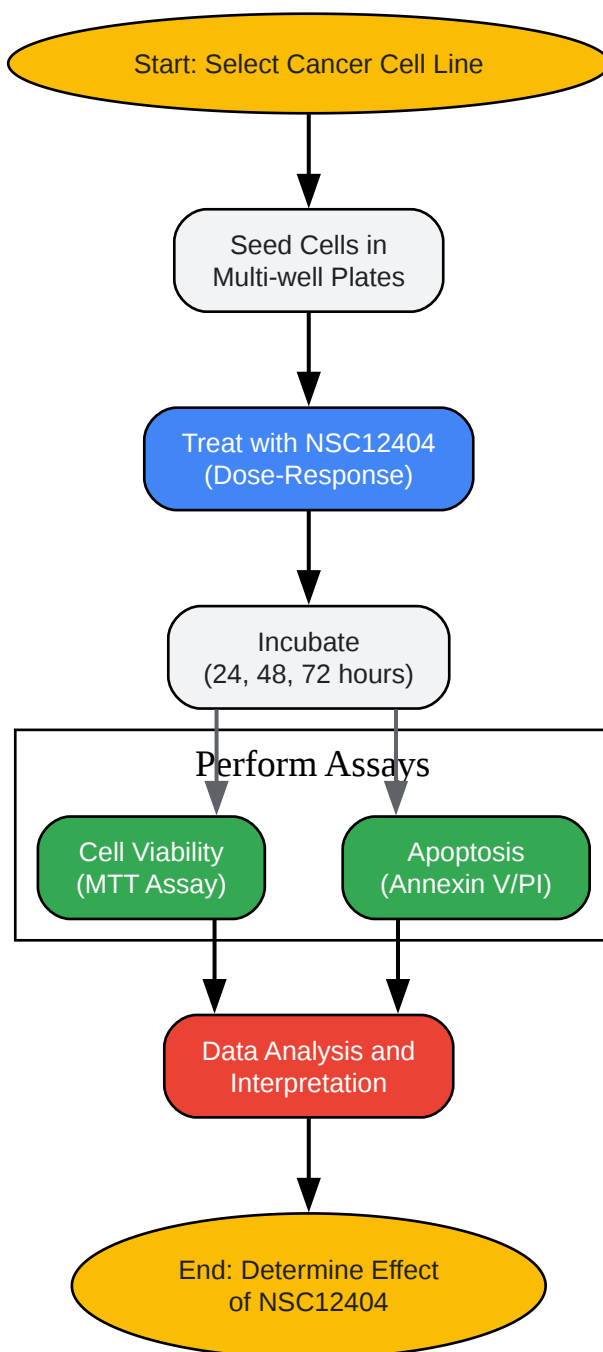 Start: Select Cancer Cell Line
Seed Cells in
Multi-well Plates
Treat with NSC12404
(Dose-Response)
Incubate
(24, 48, 72 hours)
Perform Assays
Cell Viability
(MTT Assay)
Apoptosis
(Annexin V/PI)
Data Analysis and
Interpretation
End: Determine Effect
of NSC12404